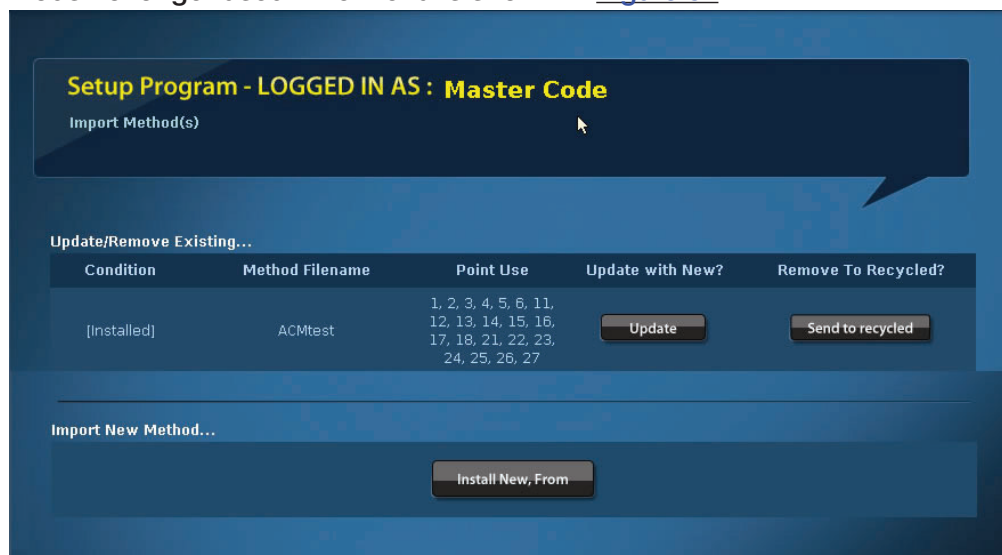 Setup Program - LOGGED IN AS : Master Code
Import Method(s)
Update/Remove Existing...
Condition Method Filename Point Use Update with New? Remove To Recycled?
[Installed] ACMtest 1, 2, 3, 4, 5, 6, 11, 12, 13, 14, 15, 16, 17, 18, 21, 22, 23, 24, 25, 26, 27 Update Send to recycled
Import New Method...
Install New, From